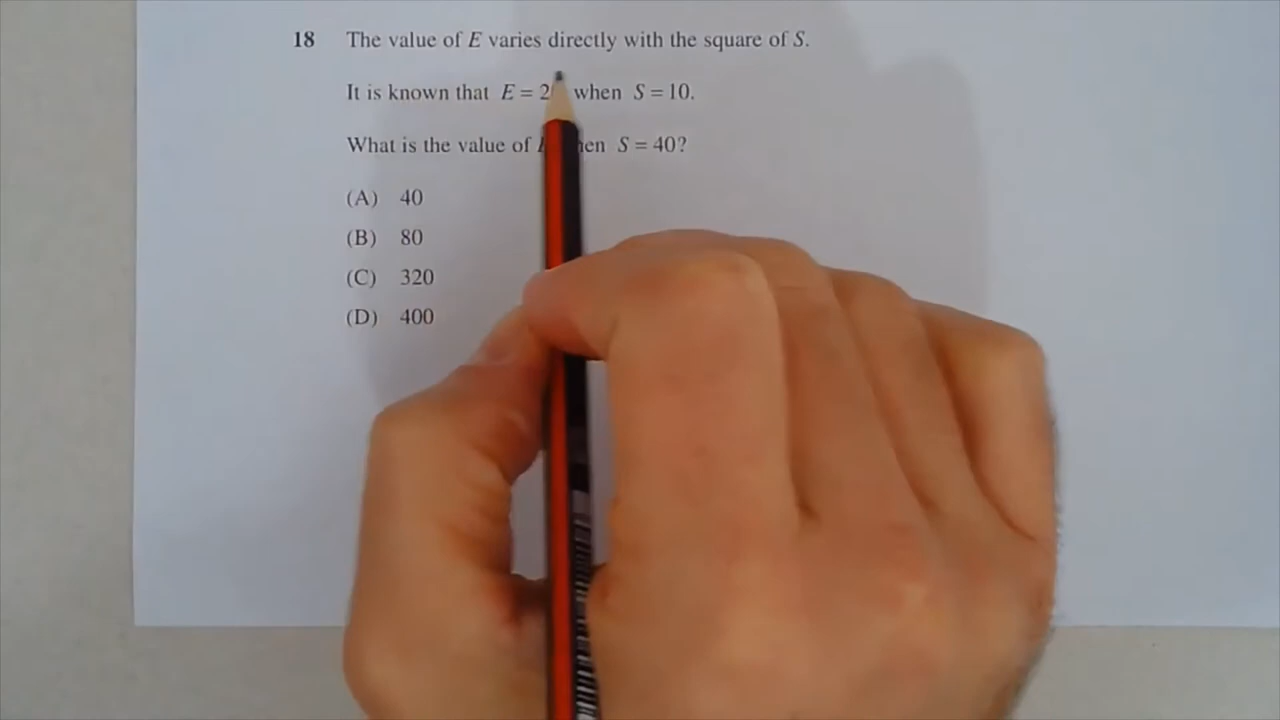 18 The value of E varies directly with the square of S.
It is known that E = 2 when S = 10.
What is the value of S = 40?
(A) 40
(B) 80
(C) 320
(D) 400